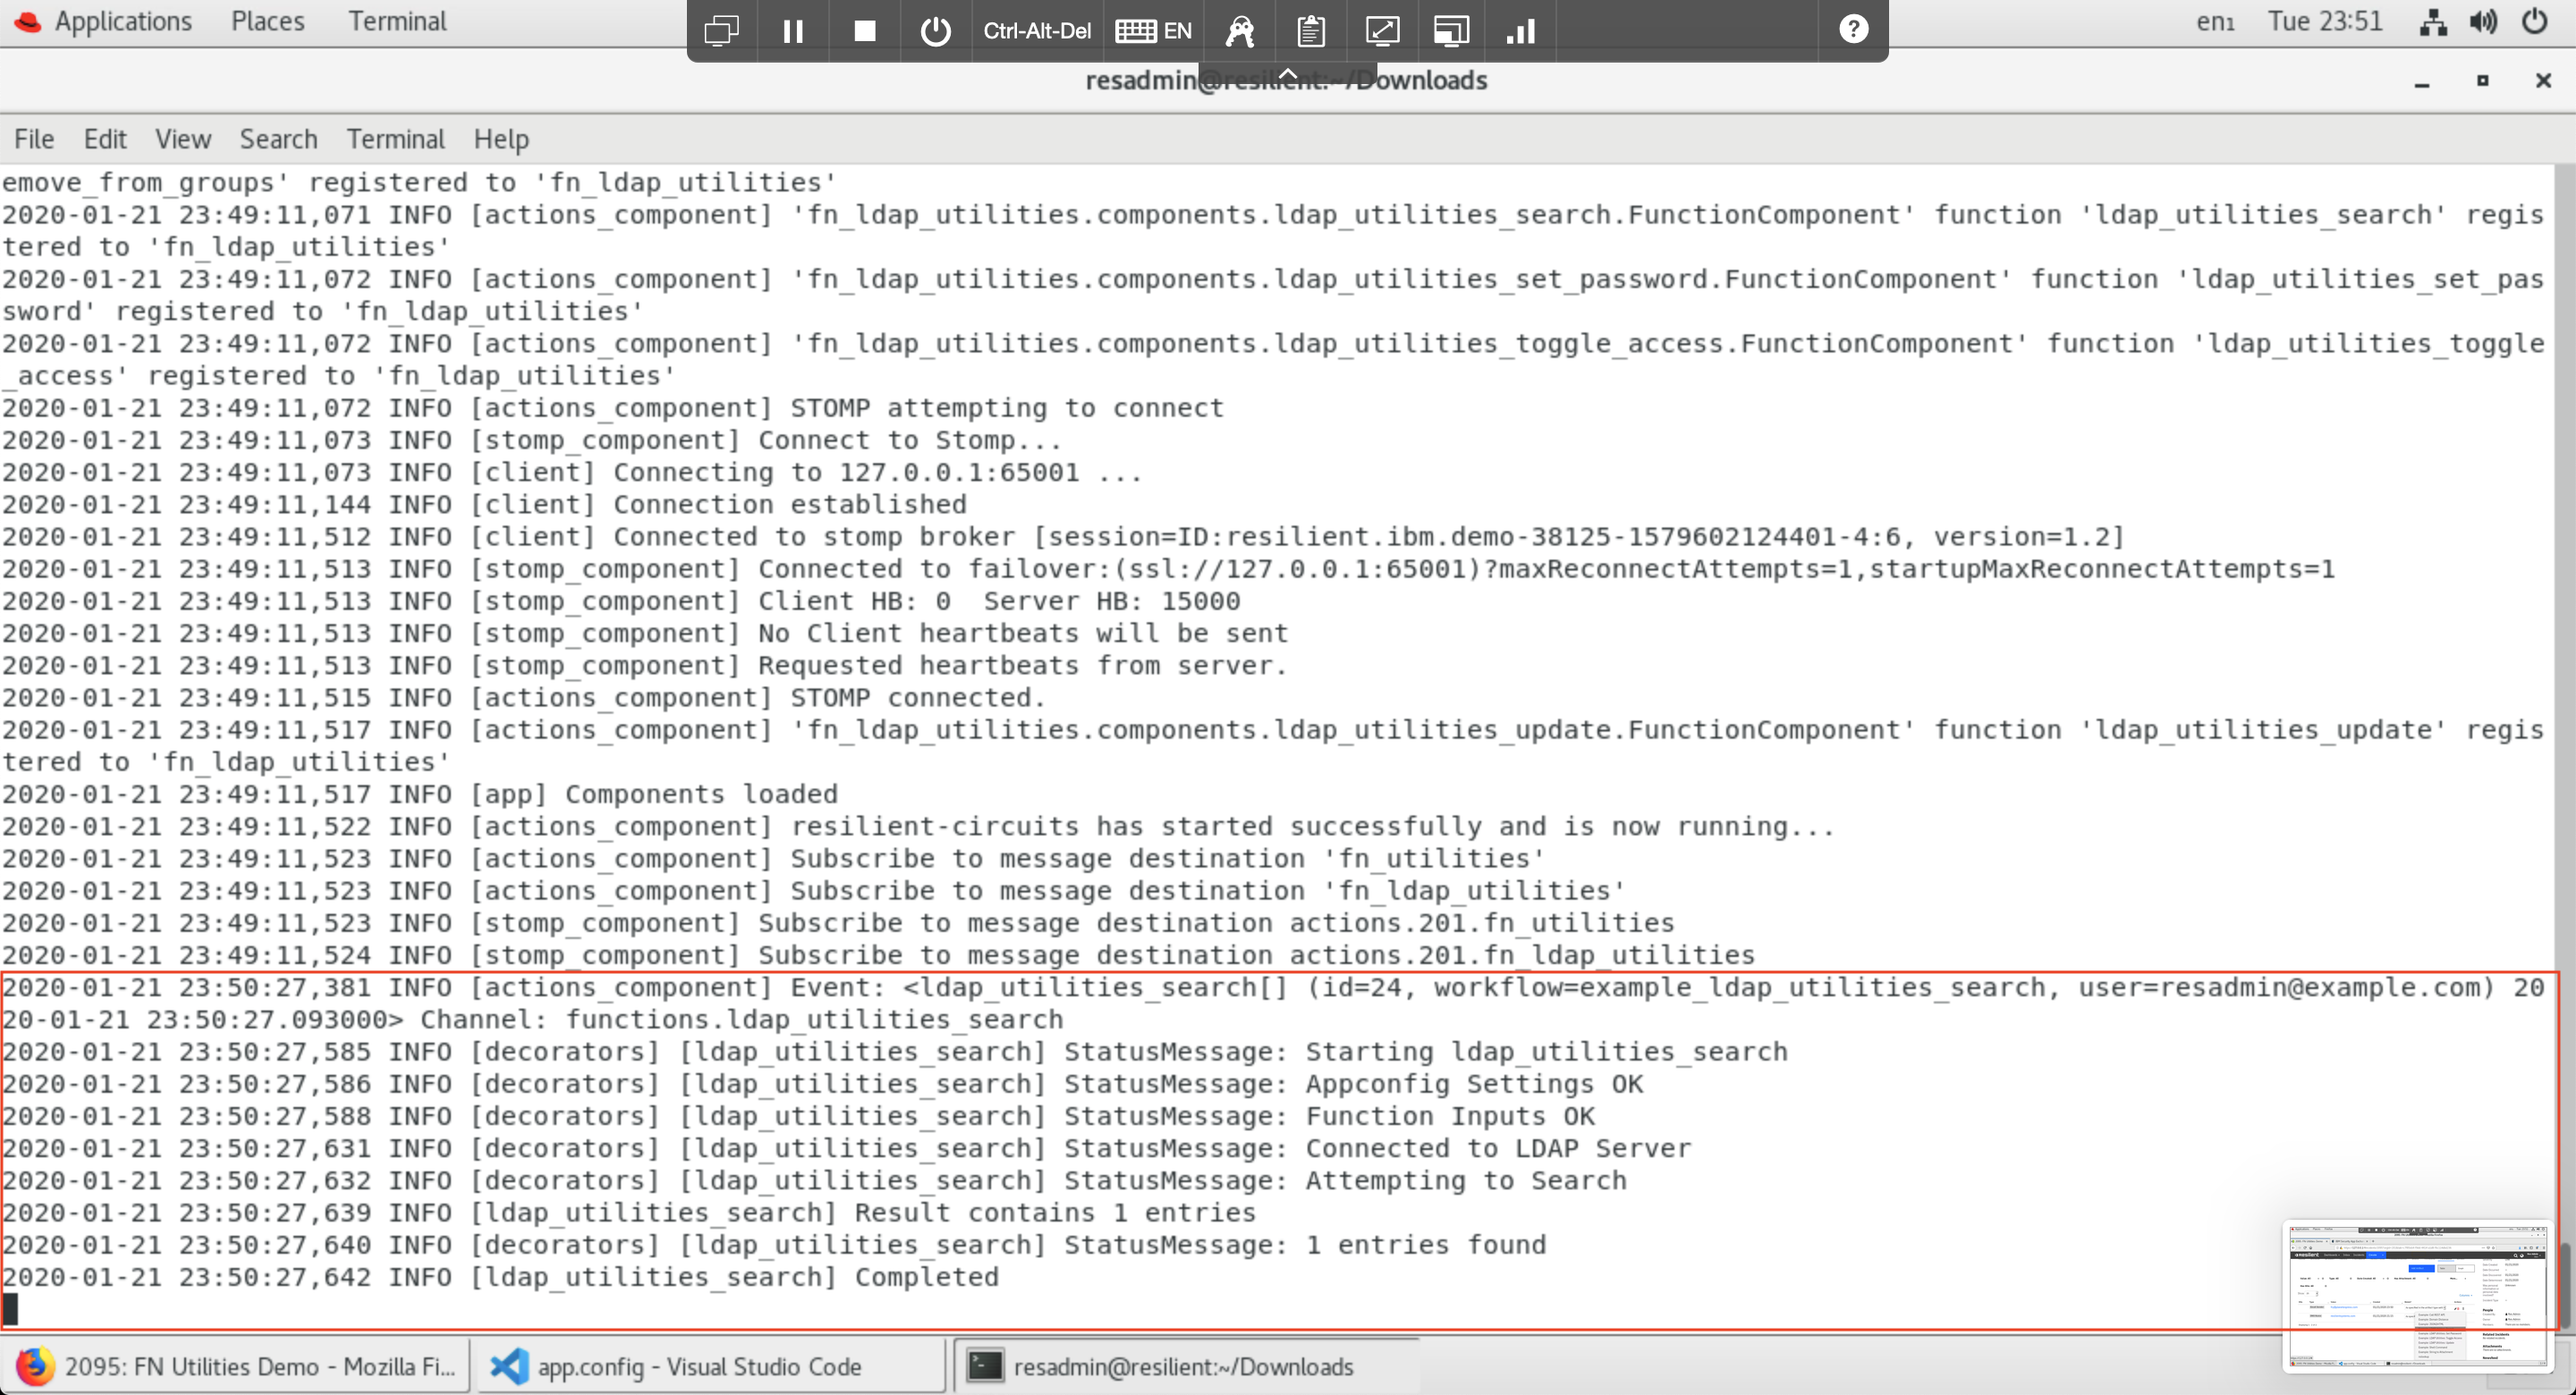 Applications Places Terminal
Ctrl-Alt-Del EN
?
en1 Tue 23:51
resadmin@resilient:~/Downloads
File Edit View Search Terminal Help
emove_from_groups' registered to 'fn_ldap_utilities'
2020-01-21 23:49:11,071 INFO [actions_component] 'fn_ldap_utilities.components.ldap_utilities_search.FunctionComponent' function 'ldap_utilities_search' regis
tered to 'fn_ldap_utilities'
2020-01-21 23:49:11,072 INFO [actions_component] 'fn_ldap_utilities.components.ldap_utilities_set_password.FunctionComponent' function 'ldap_utilities_set_pas
sword' registered to 'fn_ldap_utilities'
2020-01-21 23:49:11,072 INFO [actions_component] 'fn_ldap_utilities.components.ldap_utilities_toggle_access.FunctionComponent' function 'ldap_utilities_toggle
_access' registered to 'fn_ldap_utilities'
2020-01-21 23:49:11,072 INFO [actions_component] STOMP attempting to connect
2020-01-21 23:49:11,073 INFO [stomp_component] Connect to Stomp...
2020-01-21 23:49:11,073 INFO [client] Connecting to 127.0.0.1:65001 ...
2020-01-21 23:49:11,144 INFO [client] Connection established
2020-01-21 23:49:11,512 INFO [client] Connected to stomp broker [session=ID:resilient.ibm.demo-38125-1579602124401-4:6, version=1.2]
2020-01-21 23:49:11,513 INFO [stomp_component] Connected to failover:(ssl://127.0.0.1:65001)?maxReconnectAttempts=1,startupMaxReconnectAttempts=1
2020-01-21 23:49:11,513 INFO [stomp_component] Client HB: 0  Server HB: 15000
2020-01-21 23:49:11,513 INFO [stomp_component] No Client heartbeats will be sent
2020-01-21 23:49:11,513 INFO [stomp_component] Requested heartbeats from server.
2020-01-21 23:49:11,515 INFO [actions_component] STOMP connected.
2020-01-21 23:49:11,517 INFO [actions_component] 'fn_ldap_utilities.components.ldap_utilities_update.FunctionComponent' function 'ldap_utilities_update' regis
tered to 'fn_ldap_utilities'
2020-01-21 23:49:11,517 INFO [app] Components loaded
2020-01-21 23:49:11,522 INFO [actions_component] resilient-circuits has started successfully and is now running...
2020-01-21 23:49:11,523 INFO [actions_component] Subscribe to message destination 'fn_utilities'
2020-01-21 23:49:11,523 INFO [actions_component] Subscribe to message destination 'fn_ldap_utilities'
2020-01-21 23:49:11,523 INFO [stomp_component] Subscribe to message destination actions.201.fn_utilities
2020-01-21 23:49:11,524 INFO [stomp_component] Subscribe to message destination actions.201.fn_ldap_utilities
2020-01-21 23:50:27,381 INFO [actions_component] Event: <ldap_utilities_search[] (id=24, workflow=example_ldap_utilities_search, user=resadmin@example.com) 20
20-01-21 23:50:27.093000> Channel: functions.ldap_utilities_search
2020-01-21 23:50:27,585 INFO [decorators] [ldap_utilities_search] StatusMessage: Starting ldap_utilities_search
2020-01-21 23:50:27,586 INFO [decorators] [ldap_utilities_search] StatusMessage: Appconfig Settings OK
2020-01-21 23:50:27,588 INFO [decorators] [ldap_utilities_search] StatusMessage: Function Inputs OK
2020-01-21 23:50:27,631 INFO [decorators] [ldap_utilities_search] StatusMessage: Connected to LDAP Server
2020-01-21 23:50:27,632 INFO [decorators] [ldap_utilities_search] StatusMessage: Attempting to Search
2020-01-21 23:50:27,639 INFO [ldap_utilities_search] Result contains 1 entries
2020-01-21 23:50:27,640 INFO [decorators] [ldap_utilities_search] StatusMessage: 1 entries found
2020-01-21 23:50:27,642 INFO [ldap_utilities_search] Completed
2095: FN Utilities Demo - Mozilla Fi... app.config - Visual Studio Code resadmin@resilient:~/Downloads